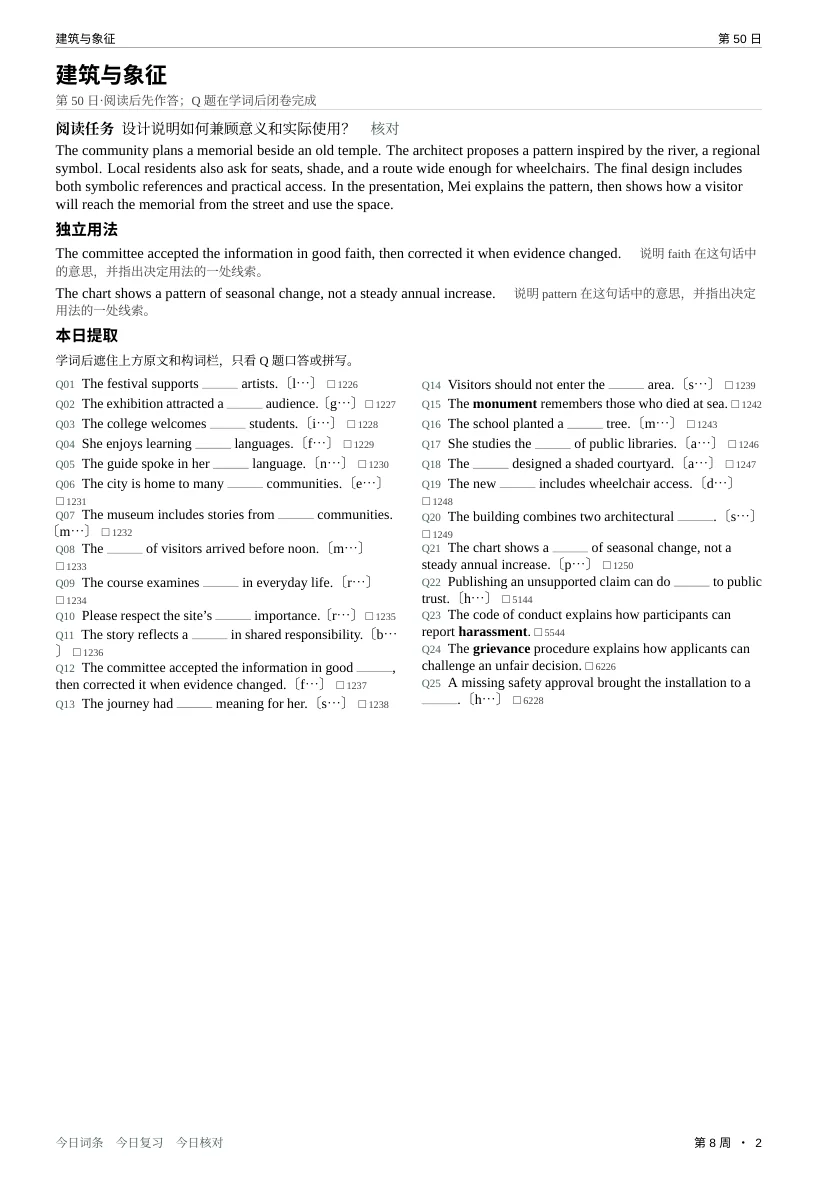 建筑与象征 第 50 日
建筑与象征
第 50 日·阅读后先作答；Q 题在学词后闭卷完成
阅读任务 设计说明如何兼顾意义和实际使用？ 核对
The community plans a memorial beside an old temple. The architect proposes a pattern inspired by the river, a regional
symbol. Local residents also ask for seats, shade, and a route wide enough for wheelchairs. The final design includes
both symbolic references and practical access. In the presentation, Mei explains the pattern, then shows how a visitor
will reach the memorial from the street and use the space.
独立用法
The committee accepted the information in good faith, then corrected it when evidence changed. 说明 faith 在这句话中
的意思，并指出决定用法的一处线索。
The chart shows a pattern of seasonal change, not a steady annual increase. 说明 pattern 在这句话中的意思，并指出决定
用法的一处线索。
本日提取
学词后遮住上方原文和构词栏，只看 Q 题口答或拼写。
Q01 The festival supports _____ artists.〔l…〕 □ 1226
Q02 The exhibition attracted a _____ audience.〔g…〕 □ 1227
Q03 The college welcomes _____ students.〔i…〕 □ 1228
Q04 She enjoys learning _____ languages.〔f…〕 □ 1229
Q05 The guide spoke in her _____ language.〔n…〕 □ 1230
Q06 The city is home to many _____ communities.〔e…〕
□ 1231
Q07 The museum includes stories from _____ communities.
〔m…〕 □ 1232
Q08 The _____ of visitors arrived before noon.〔m…〕
□ 1233
Q09 The course examines _____ in everyday life.〔r…〕
□ 1234
Q10 Please respect the site’s _____ importance.〔r…〕 □ 1235
Q11 The story reflects a _____ in shared responsibility.〔b…
〕 □ 1236
Q12 The committee accepted the information in good _____,
then corrected it when evidence changed.〔f…〕 □ 1237
Q13 The journey had _____ meaning for her.〔s…〕 □ 1238
Q14 Visitors should not enter the _____ area.〔s…〕 □ 1239
Q15 The monument remembers those who died at sea. □ 1242
Q16 The school planted a _____ tree.〔m…〕 □ 1243
Q17 She studies the _____ of public libraries.〔a…〕 □ 1246
Q18 The _____ designed a shaded courtyard.〔a…〕 □ 1247
Q19 The new _____ includes wheelchair access.〔d…〕
□ 1248
Q20 The building combines two architectural _____.〔s…〕
□ 1249
Q21 The chart shows a _____ of seasonal change, not a
steady annual increase.〔p…〕 □ 1250
Q22 Publishing an unsupported claim can do _____ to public
trust.〔h…〕 □ 5144
Q23 The code of conduct explains how participants can
report harassment. □ 5544
Q24 The grievance procedure explains how applicants can
challenge an unfair decision. □ 6226
Q25 A missing safety approval brought the installation to a
_____.〔h…〕 □ 6228
今日词条 今日复习 今日核对 第 8 周 · 2